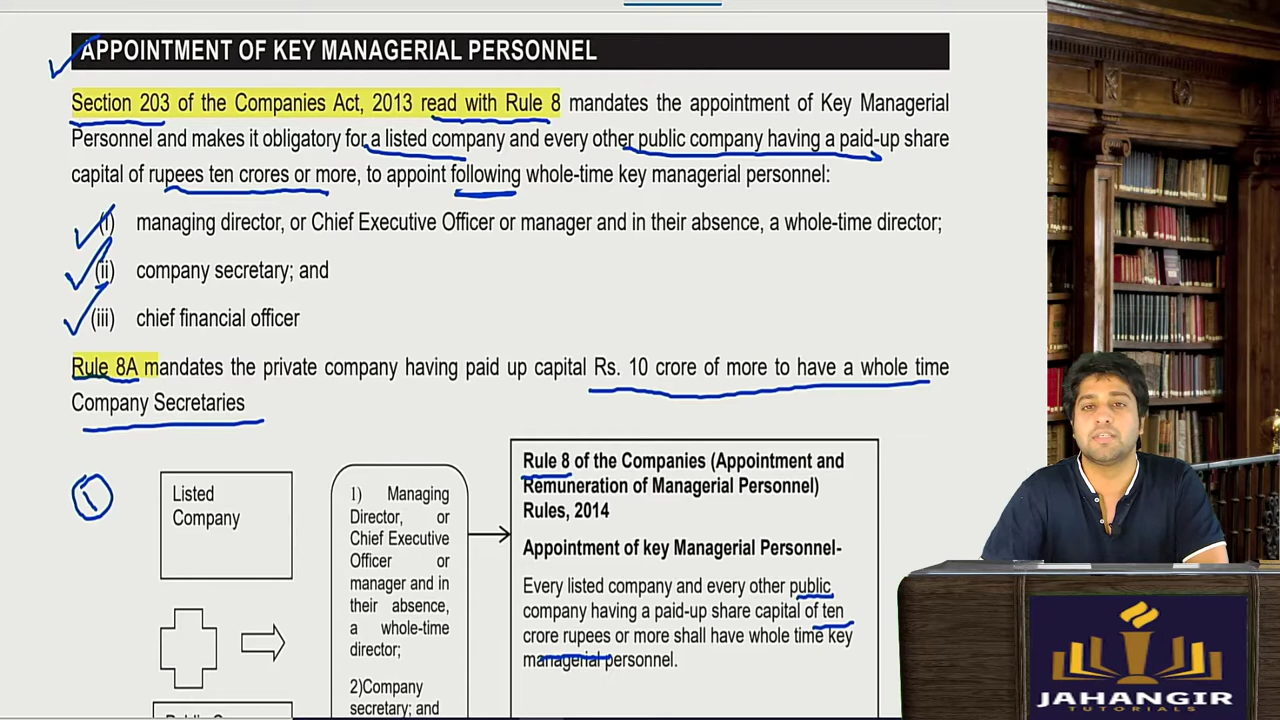 APPOINTMENT OF KEY MANAGERIAL PERSONNEL
Section 203 of the Companies Act, 2013 read with Rule 8 mandates the appointment of Key Managerial
Personnel and makes it obligatory for a listed company and every other public company having a paid-up share
capital of rupees ten crores or more, to appoint following whole-time key managerial personnel:
(i) managing director, or Chief Executive Officer or manager and in their absence, a whole-time director;
(ii) company secretary; and
(iii) chief financial officer
Rule 8A mandates the private company having paid up capital Rs. 10 crore of more to have a whole time
Company Secretaries
1
Listed
Company
1) Managing
Director, or
Chief Executive
Officer or
manager and in
their absence,
a whole-time
director;
2)Company
secretary; and
Rule 8 of the Companies (Appointment and
Remuneration of Managerial Personnel)
Rules, 2014
Appointment of key Managerial Personnel-
Every listed company and every other public
company having a paid-up share capital of ten
crore rupees or more shall have whole time key
managerial personnel.
JAHANGIR
TUTORIALS